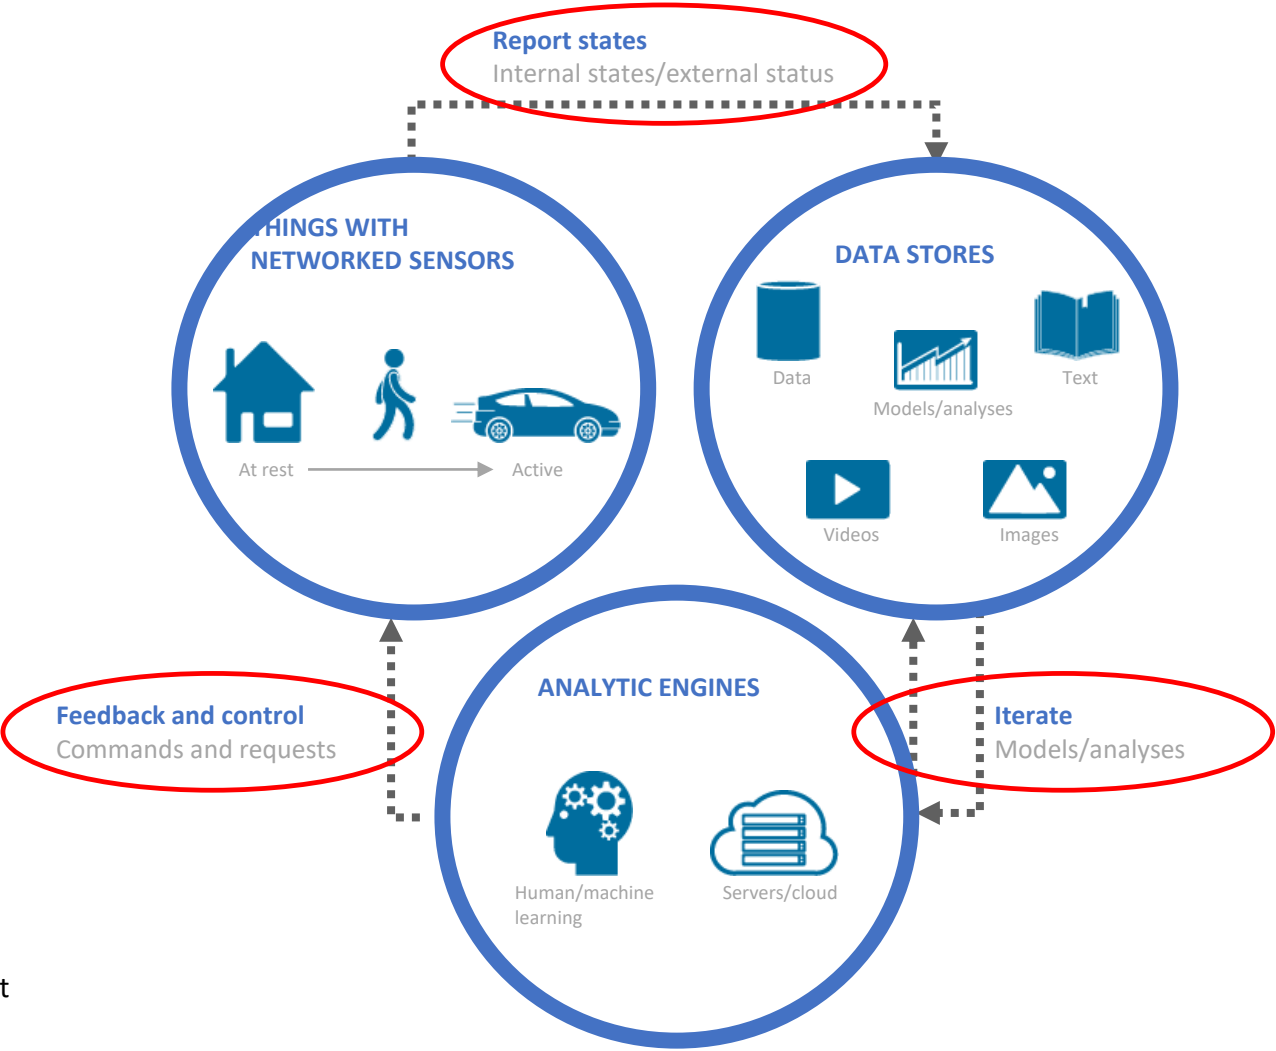 Report states
Internal states/external status
THINGS WITH
NETWORKED SENSORS
At rest
Active
DATA STORES
Data
Models/analyses
Text
Videos
Images
Feedback and control
Commands and requests
ANALYTIC ENGINES
Human/machine
learning
Servers/cloud
Iterate
Models/analyses
t